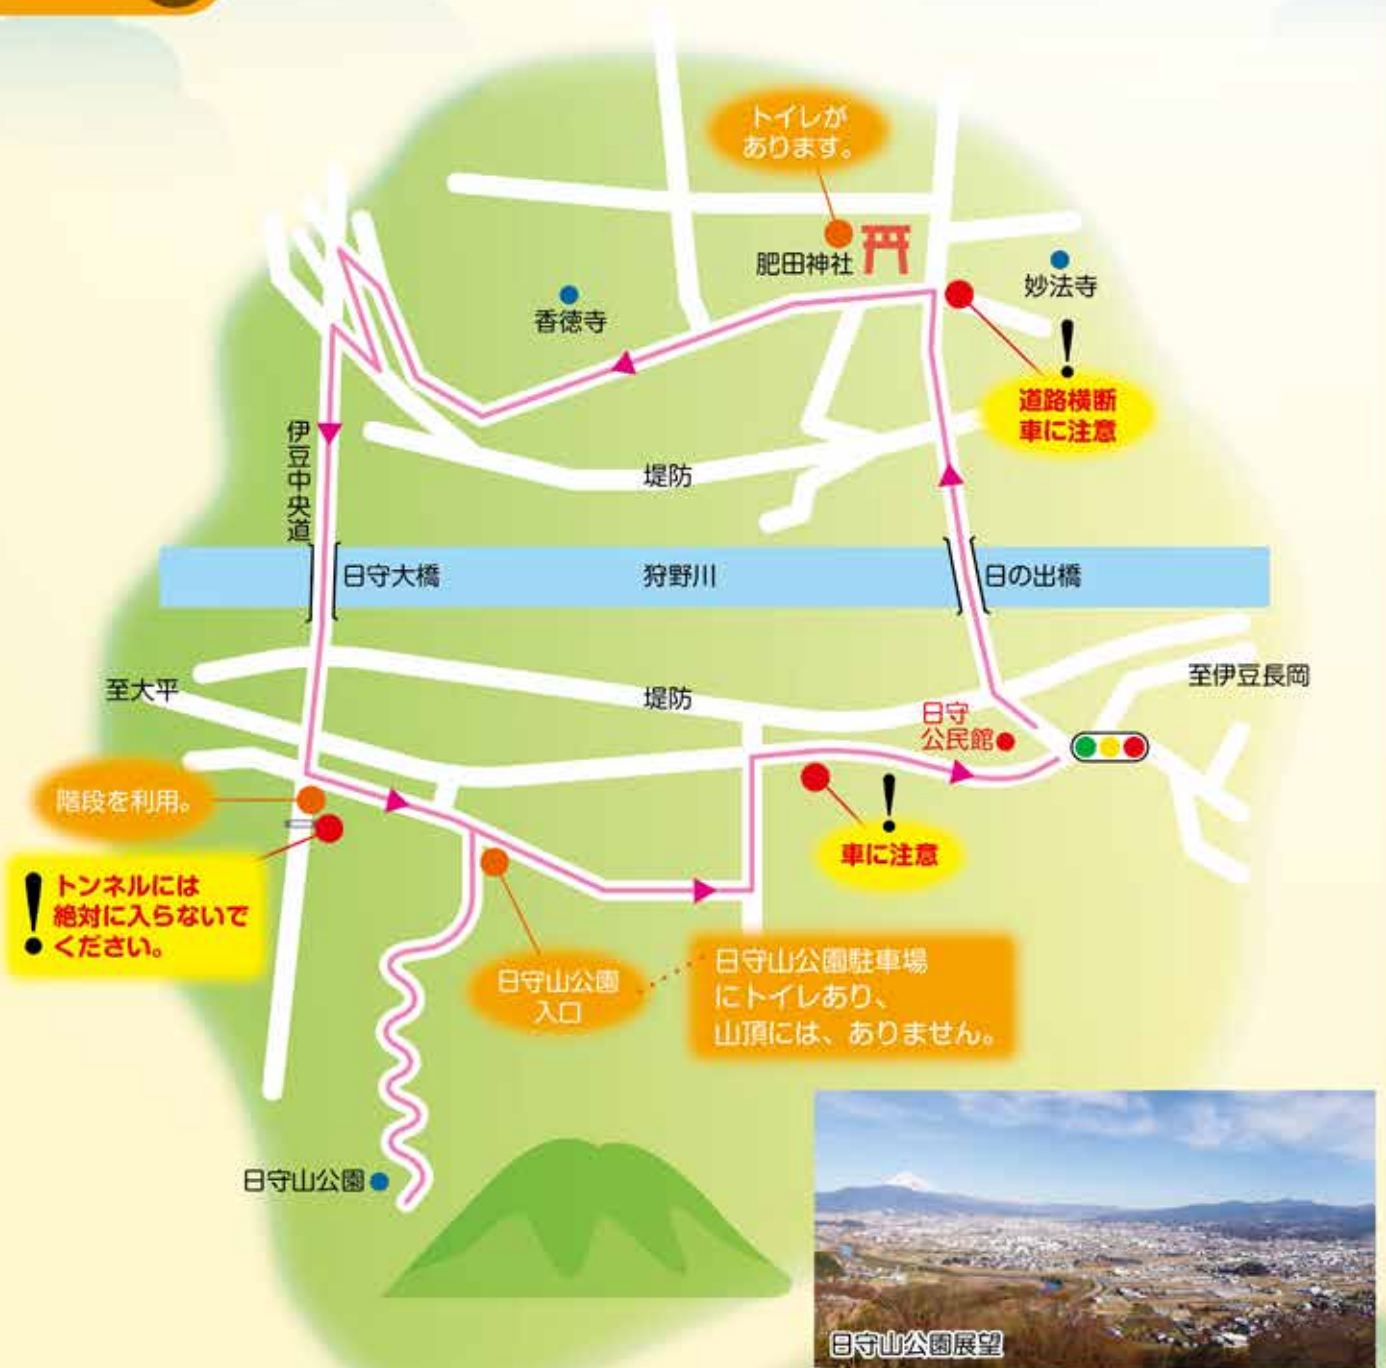 トイレが
あります。
肥田神社
妙法寺
香徳寺
道路横断
車に注意
伊豆中央道
堤防
日守大橋
狩野川
日の出橋
至大平
堤防
至伊豆長岡
日守
公民館
階段を利用。
車に注意
トンネルには
絶対に入らないで
ください。
日守山公園
入口
日守山公園駐車場
にトイレあり、
山頂には、ありません。
日守山公園
日守山公園展望